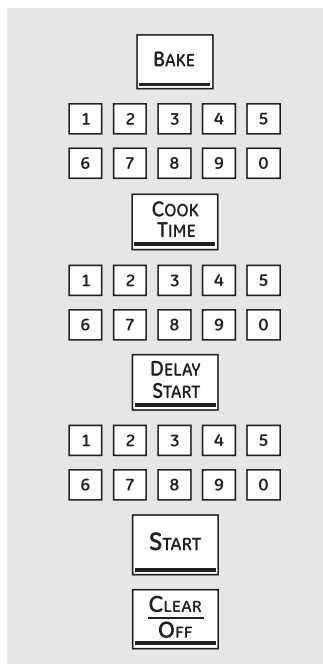 BAKE
1 2 3 4 5
6 7 8 9 0
COOK
TIME
1 2 3 4 5
6 7 8 9 0
DELAY
START
1 2 3 4 5
6 7 8 9 0
START
CLEAR
OFF